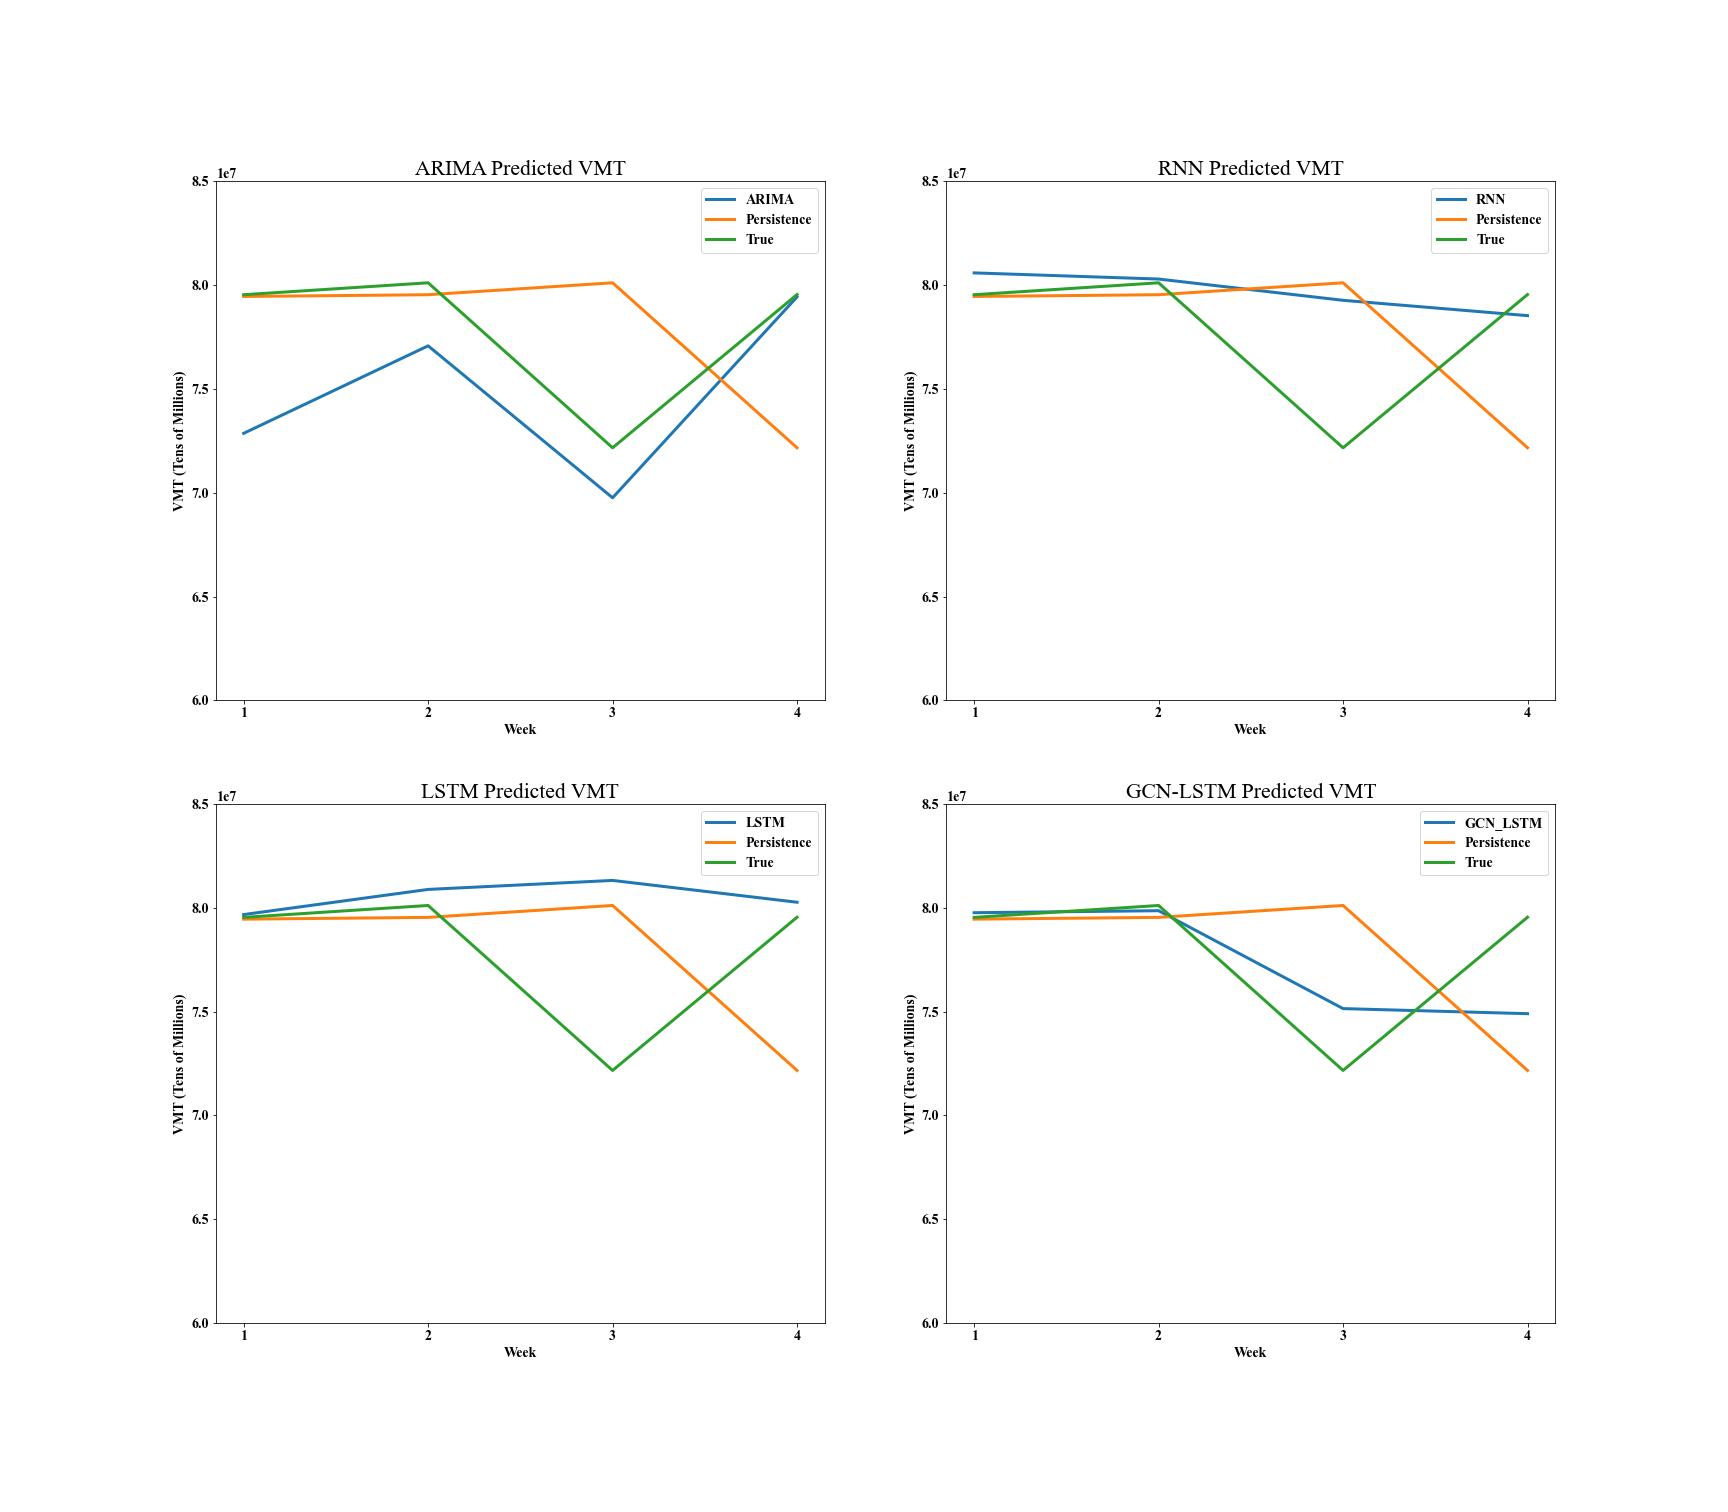 ARIMA Predicted VMT
1e7
8.5
8.0
7.5
7.0
6.5
6.0
VMT (Tens of Millions)
ARIMA
Persistence
True
1 2 3 4
Week
RNN Predicted VMT
1e7
8.5
8.0
7.5
7.0
6.5
6.0
VMT (Tens of Millions)
RNN
Persistence
True
1 2 3 4
Week
LSTM Predicted VMT
1e7
8.5
8.0
7.5
7.0
6.5
6.0
VMT (Tens of Millions)
LSTM
Persistence
True
1 2 3 4
Week
GCN-LSTM Predicted VMT
1e7
8.5
8.0
7.5
7.0
6.5
6.0
VMT (Tens of Millions)
GCN_LSTM
Persistence
True
1 2 3 4
Week